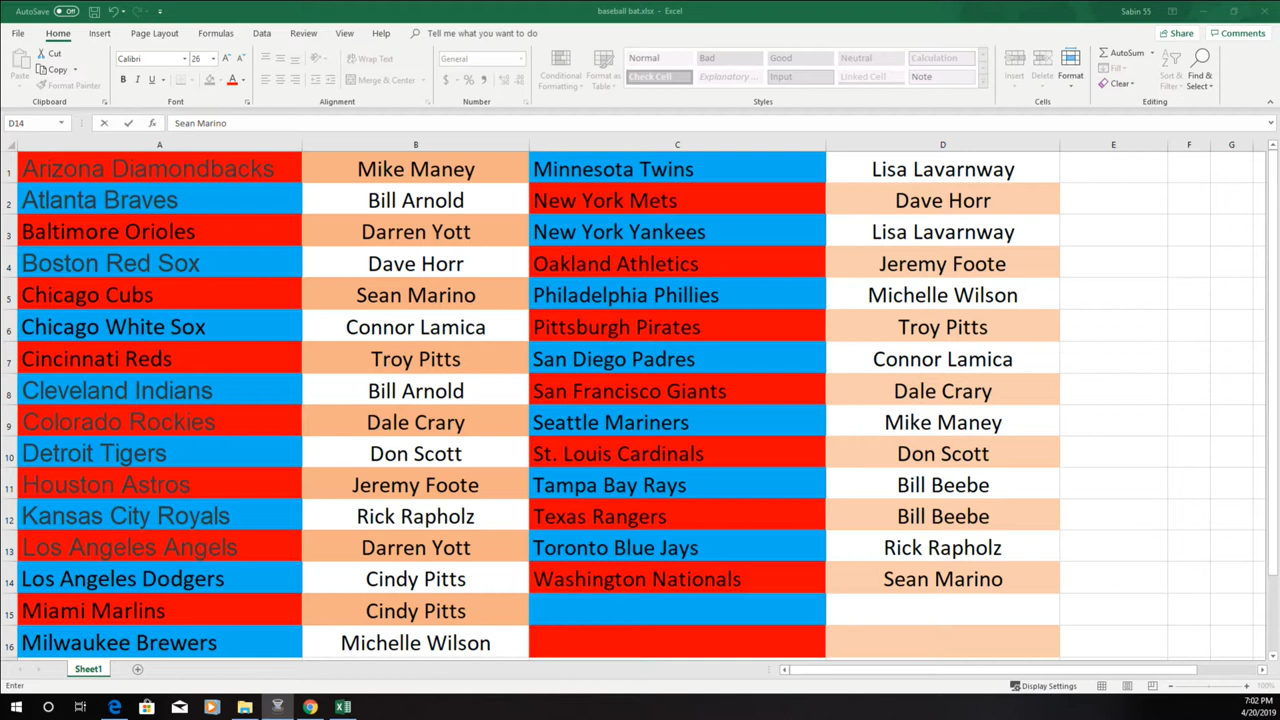 AutoSave Off baseball bat.xlsx - Excel Sabin 55
File Home Insert Page Layout Formulas Data Review View Help Tell me what you want to do Share Comments
Paste Cut Copy Format Painter Clipboard
Calibri 26 A A B I U A Font
Wrap Text Merge & Center Alignment
General $ % , Number
Conditional Formatting Format as Table
Normal Bad Good Neutral Calculation
Check Cell Explanatory ... Input Linked Cell Note
Styles
Insert Delete Format Cells
AutoSum Fill Clear Sort & Filter Find & Select Editing
D14 fx Sean Marino
A B C D E F G
1 Arizona Diamondbacks Mike Maney Minnesota Twins Lisa Lavarnway
2 Atlanta Braves Bill Arnold New York Mets Dave Horr
3 Baltimore Orioles Darren Yott New York Yankees Lisa Lavarnway
4 Boston Red Sox Dave Horr Oakland Athletics Jeremy Foote
5 Chicago Cubs Sean Marino Philadelphia Phillies Michelle Wilson
6 Chicago White Sox Connor Lamica Pittsburgh Pirates Troy Pitts
7 Cincinnati Reds Troy Pitts San Diego Padres Connor Lamica
8 Cleveland Indians Bill Arnold San Francisco Giants Dale Crary
9 Colorado Rockies Dale Crary Seattle Mariners Mike Maney
10 Detroit Tigers Don Scott St. Louis Cardinals Don Scott
11 Houston Astros Jeremy Foote Tampa Bay Rays Bill Beebe
12 Kansas City Royals Rick Rapholz Texas Rangers Bill Beebe
13 Los Angeles Angels Darren Yott Toronto Blue Jays Rick Rapholz
14 Los Angeles Dodgers Cindy Pitts Washington Nationals Sean Marino
15 Miami Marlins Cindy Pitts
16 Milwaukee Brewers Michelle Wilson
Sheet1
Enter Display Settings 100%
7:02 PM
4/20/2019